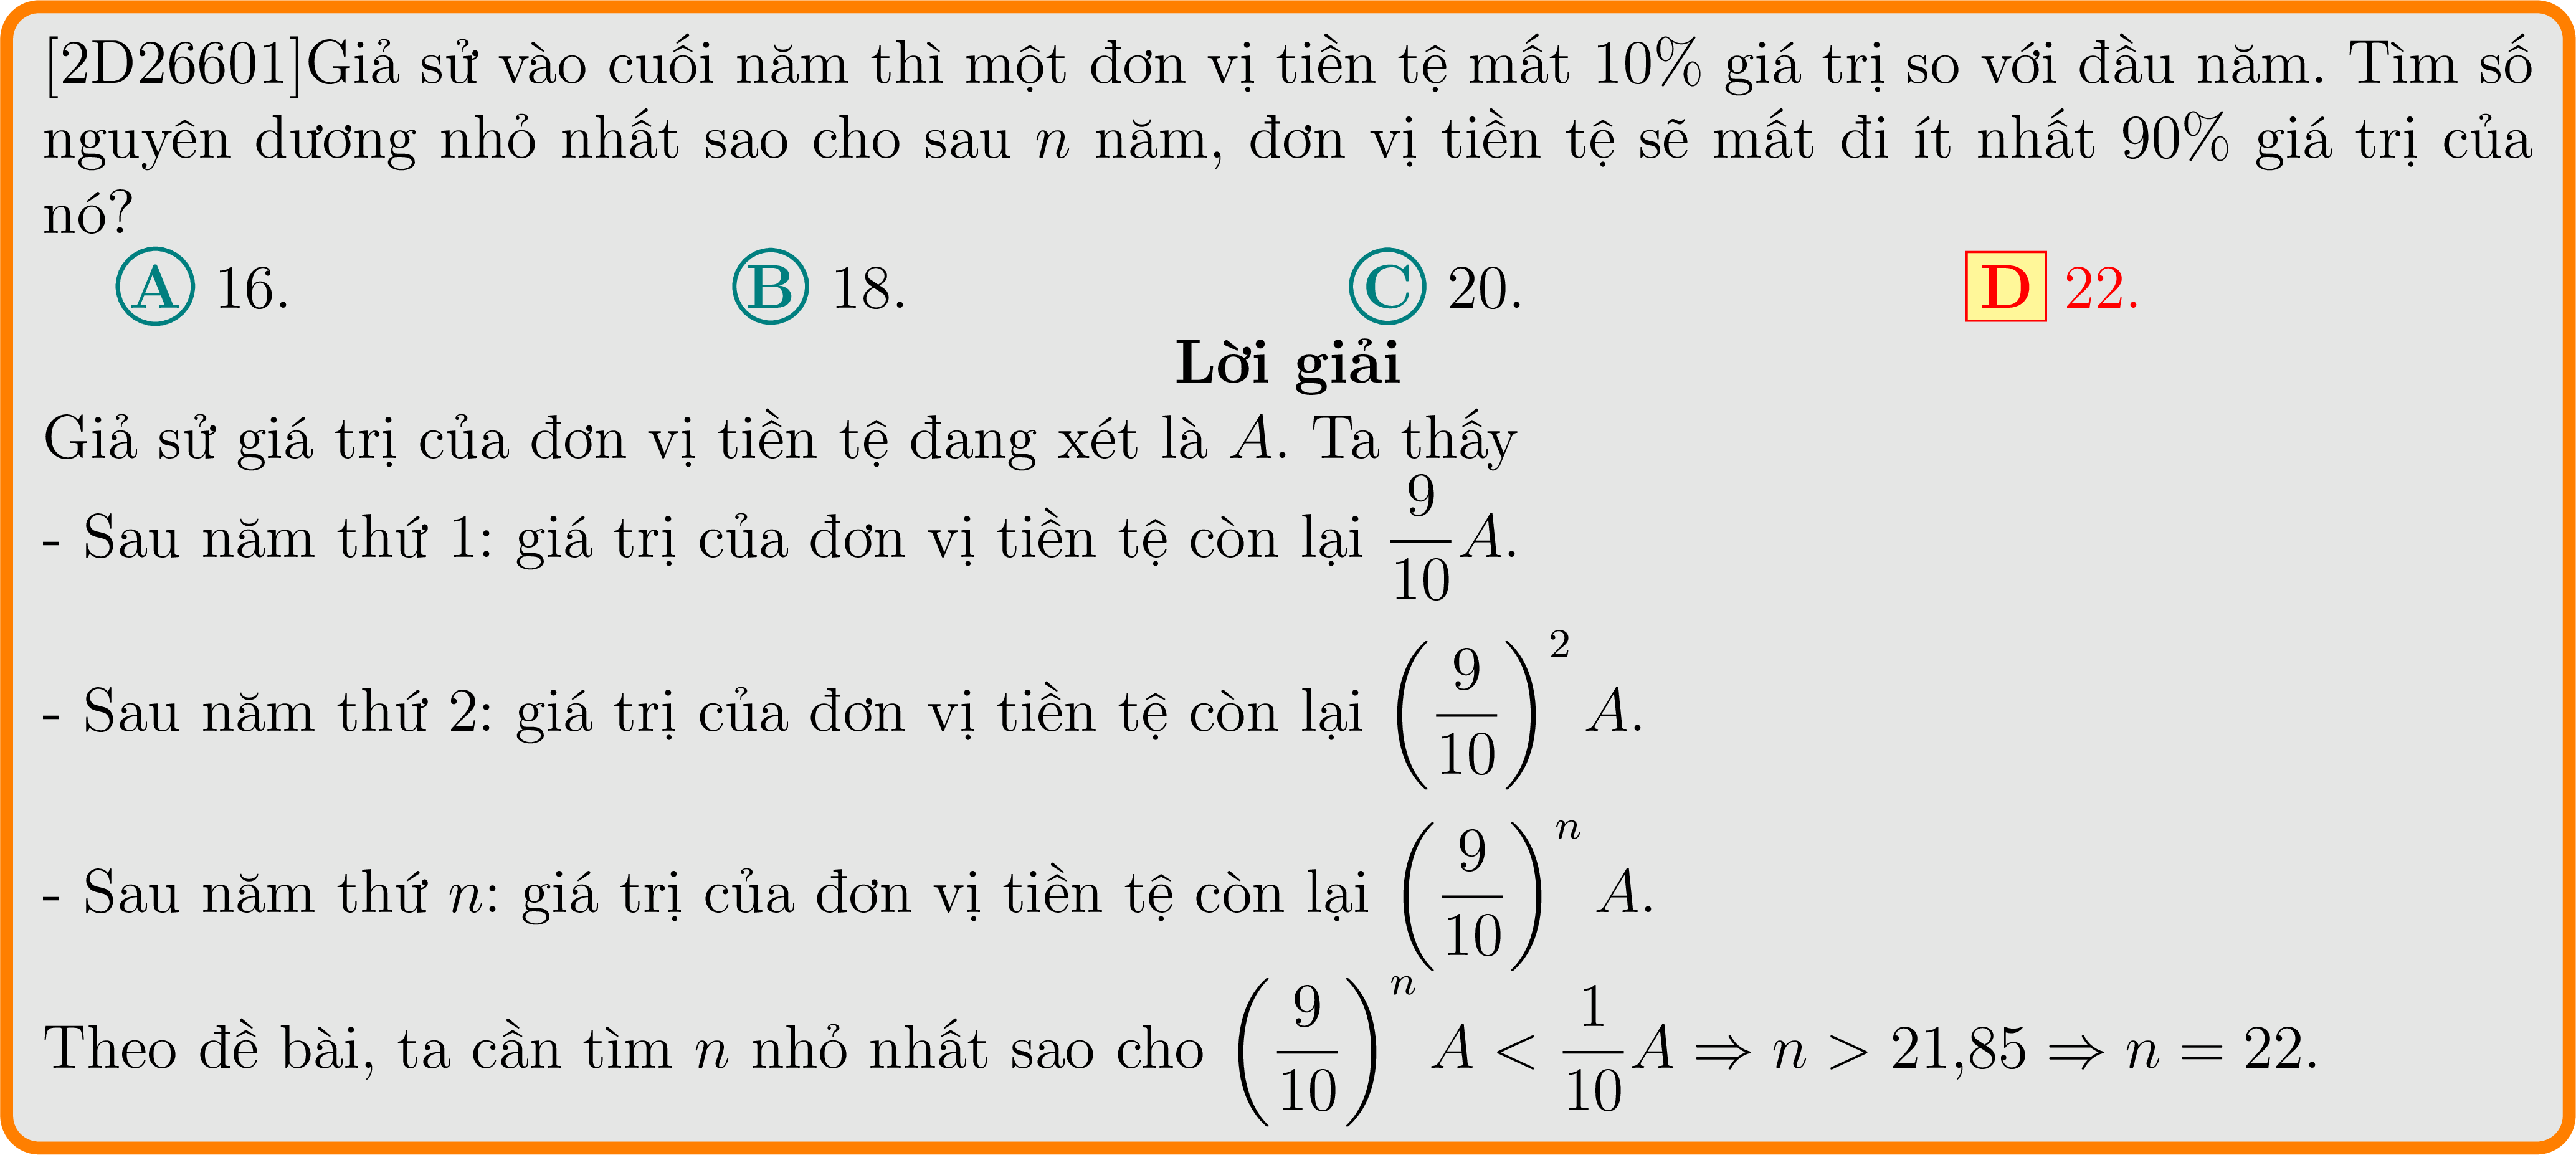 [2D26601]Giả sử vào cuối năm thì một đơn vị tiền tệ mất 10% giá trị so với đầu năm. Tìm số
nguyên dương nhỏ nhất sao cho sau n năm, đơn vị tiền tệ sẽ mất đi ít nhất 90% giá trị của
nó?
A 16. B 18. C 20. D 22.
Lời giải
Giả sử giá trị của đơn vị tiền tệ đang xét là A. Ta thấy
- Sau năm thứ 1: giá trị của đơn vị tiền tệ còn lại \frac{9}{10}A.
- Sau năm thứ 2: giá trị của đơn vị tiền tệ còn lại \left(\frac{9}{10}\right)^2 A.
- Sau năm thứ n: giá trị của đơn vị tiền tệ còn lại \left(\frac{9}{10}\right)^n A.
Theo đề bài, ta cần tìm n nhỏ nhất sao cho \left(\frac{9}{10}\right)^n A < \frac{1}{10}A ⇒ n > 21,85 ⇒ n = 22.